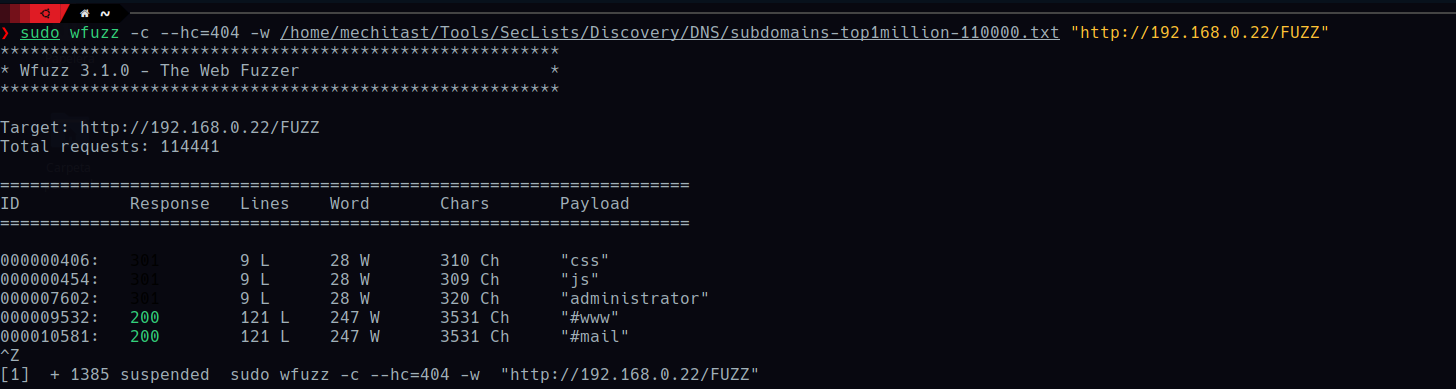 ~
❯ sudo wfuzz -c --hc=404 -w /home/mechitast/Tools/SecLists/Discovery/DNS/subdomains-top1million-110000.txt "http://192.168.0.22/FUZZ"
********************************************************
* Wfuzz 3.1.0 - The Web Fuzzer                         *
********************************************************
Target: http://192.168.0.22/FUZZ
Total requests: 114441
=====================================================================
ID           Response   Lines    Word       Chars       Payload
=====================================================================
000000406:   301        9 L      28 W       310 Ch      "css"
000000454:   301        9 L      28 W       309 Ch      "js"
000007602:   301        9 L      28 W       320 Ch      "administrator"
000009532:   200        121 L    247 W      3531 Ch     "#www"
000010581:   200        121 L    247 W      3531 Ch     "#mail"
^Z
[1]  + 1385 suspended  sudo wfuzz -c --hc=404 -w  "http://192.168.0.22/FUZZ"